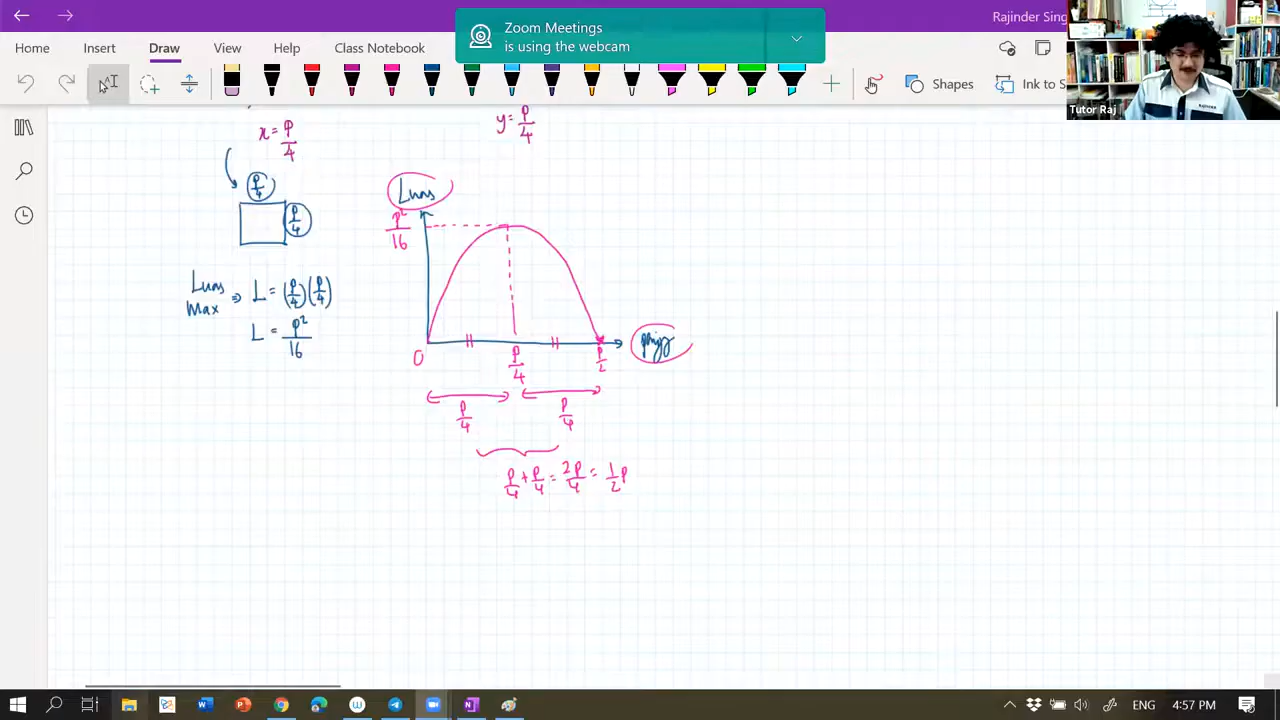 Rajinder Sing
Zoom Meetings
is using the webcam
Home Insert Draw View Help Class Notebook
Shapes Ink to S
Tutor Raj
x = P/4
y = P/4
P/4
P/4
Luas
P²/16
Luas
Max ⇒ L = (P/4)(P/4)
L = P²/16
0
P/4
P/2
P/4
P/4
P/4 + P/4 = 2P/4 = 1/2 P
ENG 4:57 PM